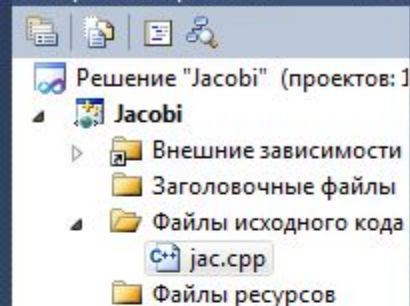 Решение "Jacobi" (проектов: 1
Jacobi
Внешние зависимости
Заголовочные файлы
Файлы исходного кода
C++ jac.cpp
Файлы ресурсов